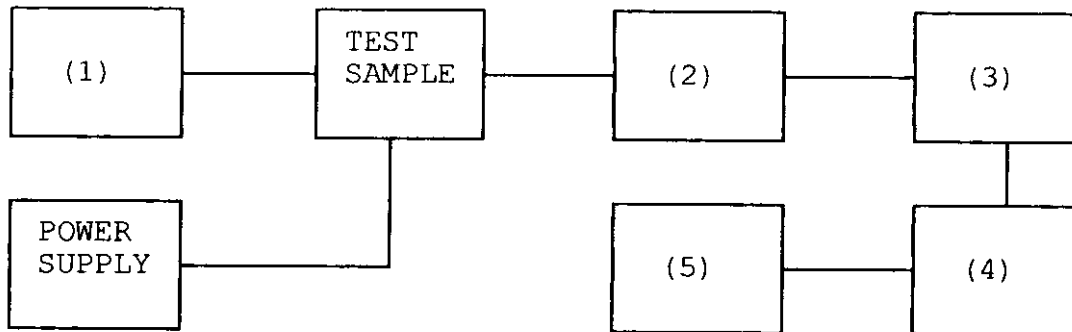 (1)
TEST
SAMPLE
(2)
(3)
POWER
SUPPLY
(5)
(4)